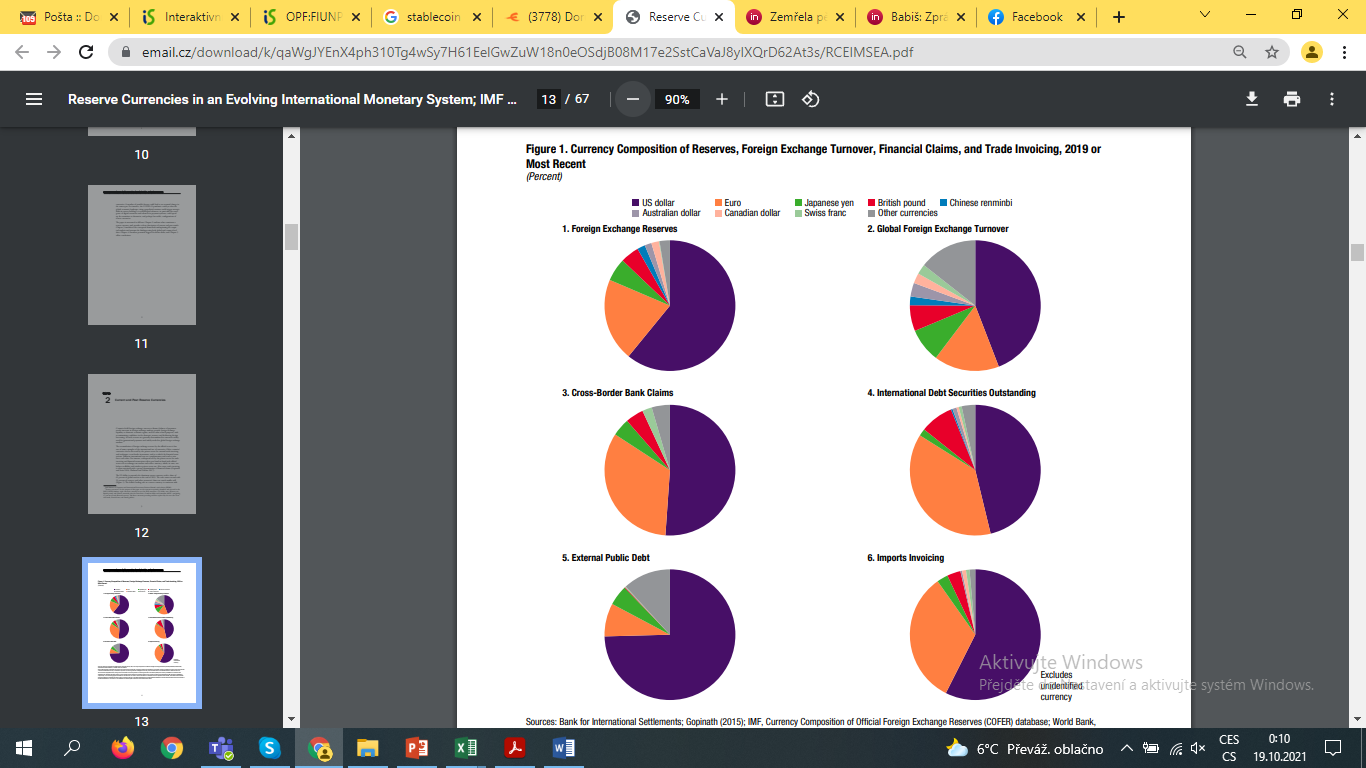 Pošta :: Do
Interaktivn
OPF:FIUNP
stablecoin
(3778) Dor
Reserve Cu
Zemřela pě
Babiš: Zprá
Facebook
email.cz/download/k/qaWgJYEnX4ph310Tg4wSy7H61EelGwZuW18n0eOSdjB08M17e2SstCaVaJ8yIXQrD62At3s/RCEIMSEA.pdf
Reserve Currencies in an Evolving International Monetary System; IMF ...
13 / 67
90%
10
11
2
12
13
Figure 1. Currency Composition of Reserves, Foreign Exchange Turnover, Financial Claims, and Trade Invoicing, 2019 or
Most Recent
(Percent)
US dollar Euro Japanese yen British pound Chinese renminbi
Australian dollar Canadian dollar Swiss franc Other currencies
1. Foreign Exchange Reserves
2. Global Foreign Exchange Turnover
3. Cross-Border Bank Claims
4. International Debt Securities Outstanding
5. External Public Debt
6. Imports Invoicing
Excludes
unidentified
currency
Aktivujte Windows
Přejděte do Nastavení a aktivujte systém Windows.
Sources: Bank for International Settlements; Gopinath (2015); IMF, Currency Composition of Official Foreign Exchange Reserves (COFER) database; World Bank,
6°C Převáž. oblačno
CES
CS
0:10
19.10.2021